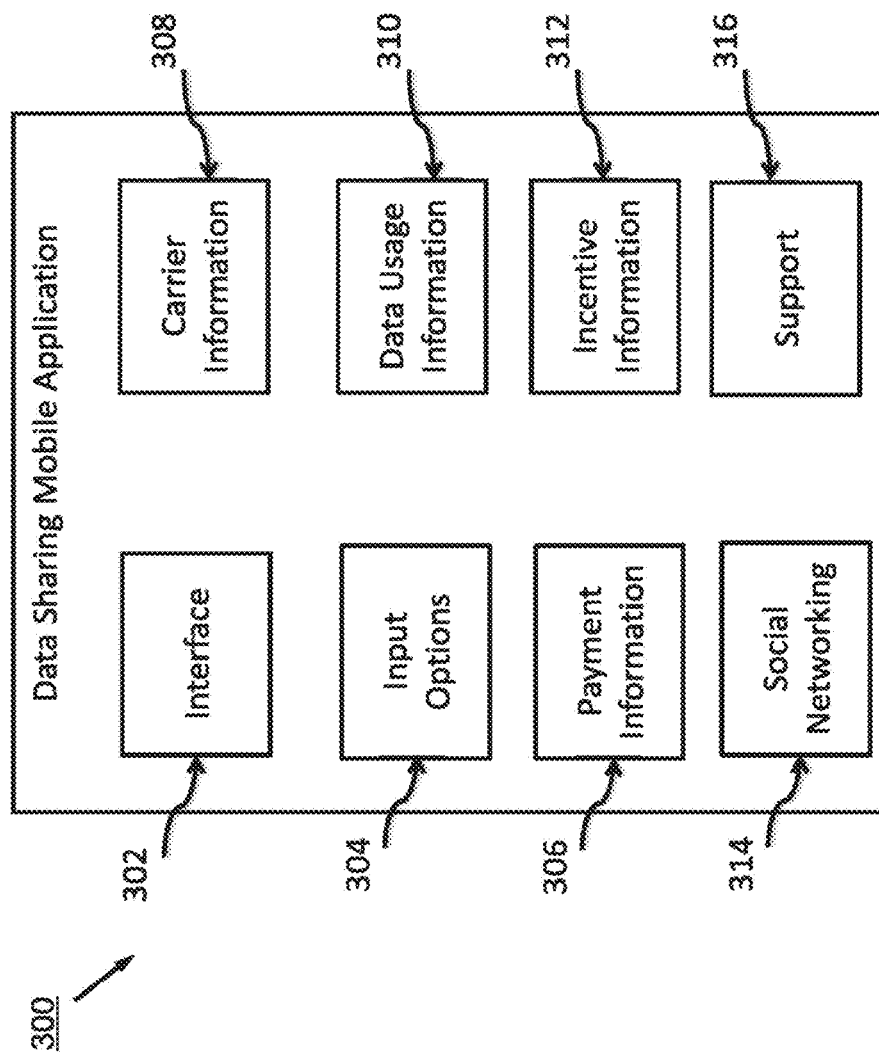 300
Data Sharing Mobile Application
302
Interface
Carrier
Information
308
304
Input
Options
Data Usage
Information
310
306
Payment
Information
Incentive
Information
312
314
Social
Networking
Support
316